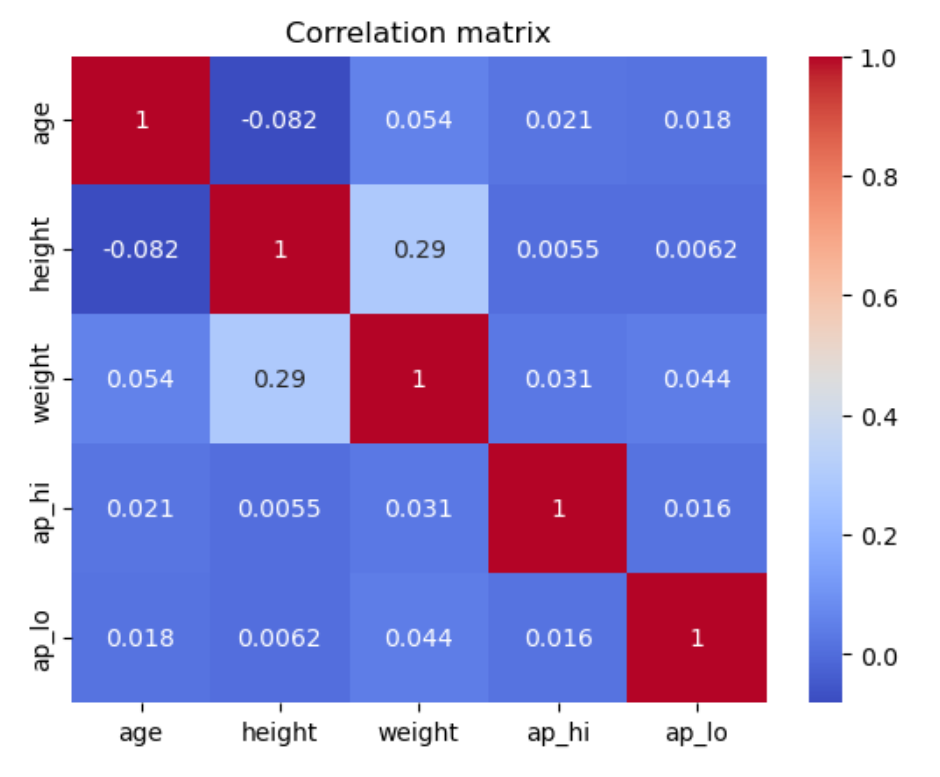 Correlation matrix
age 1 -0.082 0.054 0.021 0.018
height -0.082 1 0.29 0.0055 0.0062
weight 0.054 0.29 1 0.031 0.044
ap_hi 0.021 0.0055 0.031 1 0.016
ap_lo 0.018 0.0062 0.044 0.016 1
age height weight ap_hi ap_lo
1.0
0.8
0.6
0.4
0.2
0.0